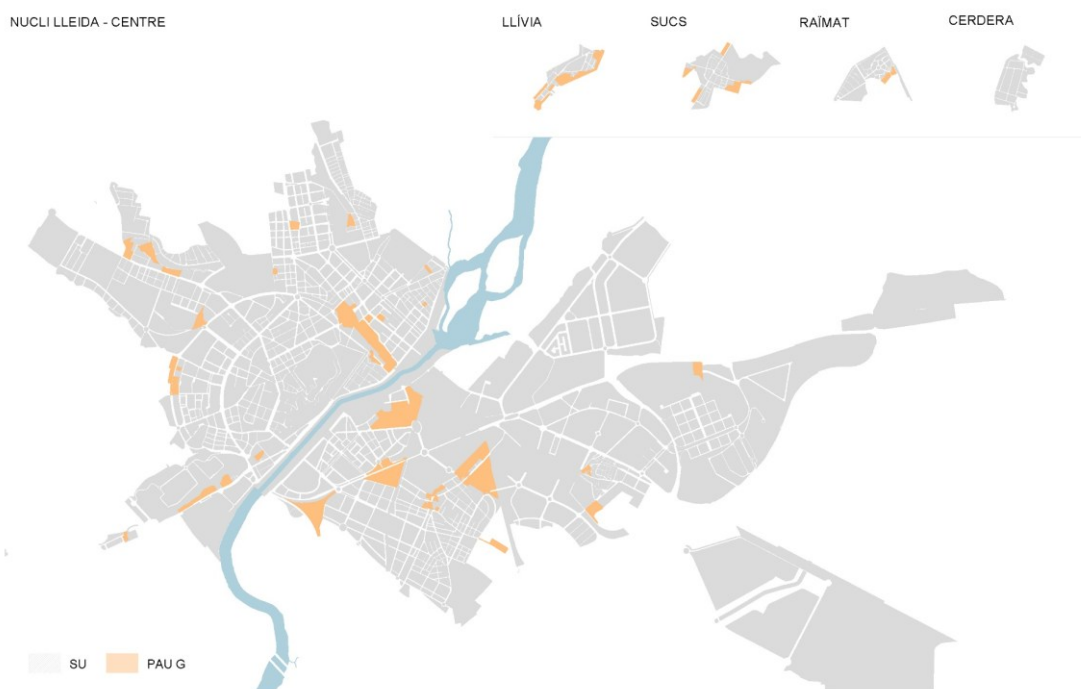 NUCLI LLEIDA - CENTRE
LLÍVIA
SUCS
RAÏMAT
CERDERA
SU
PAU G